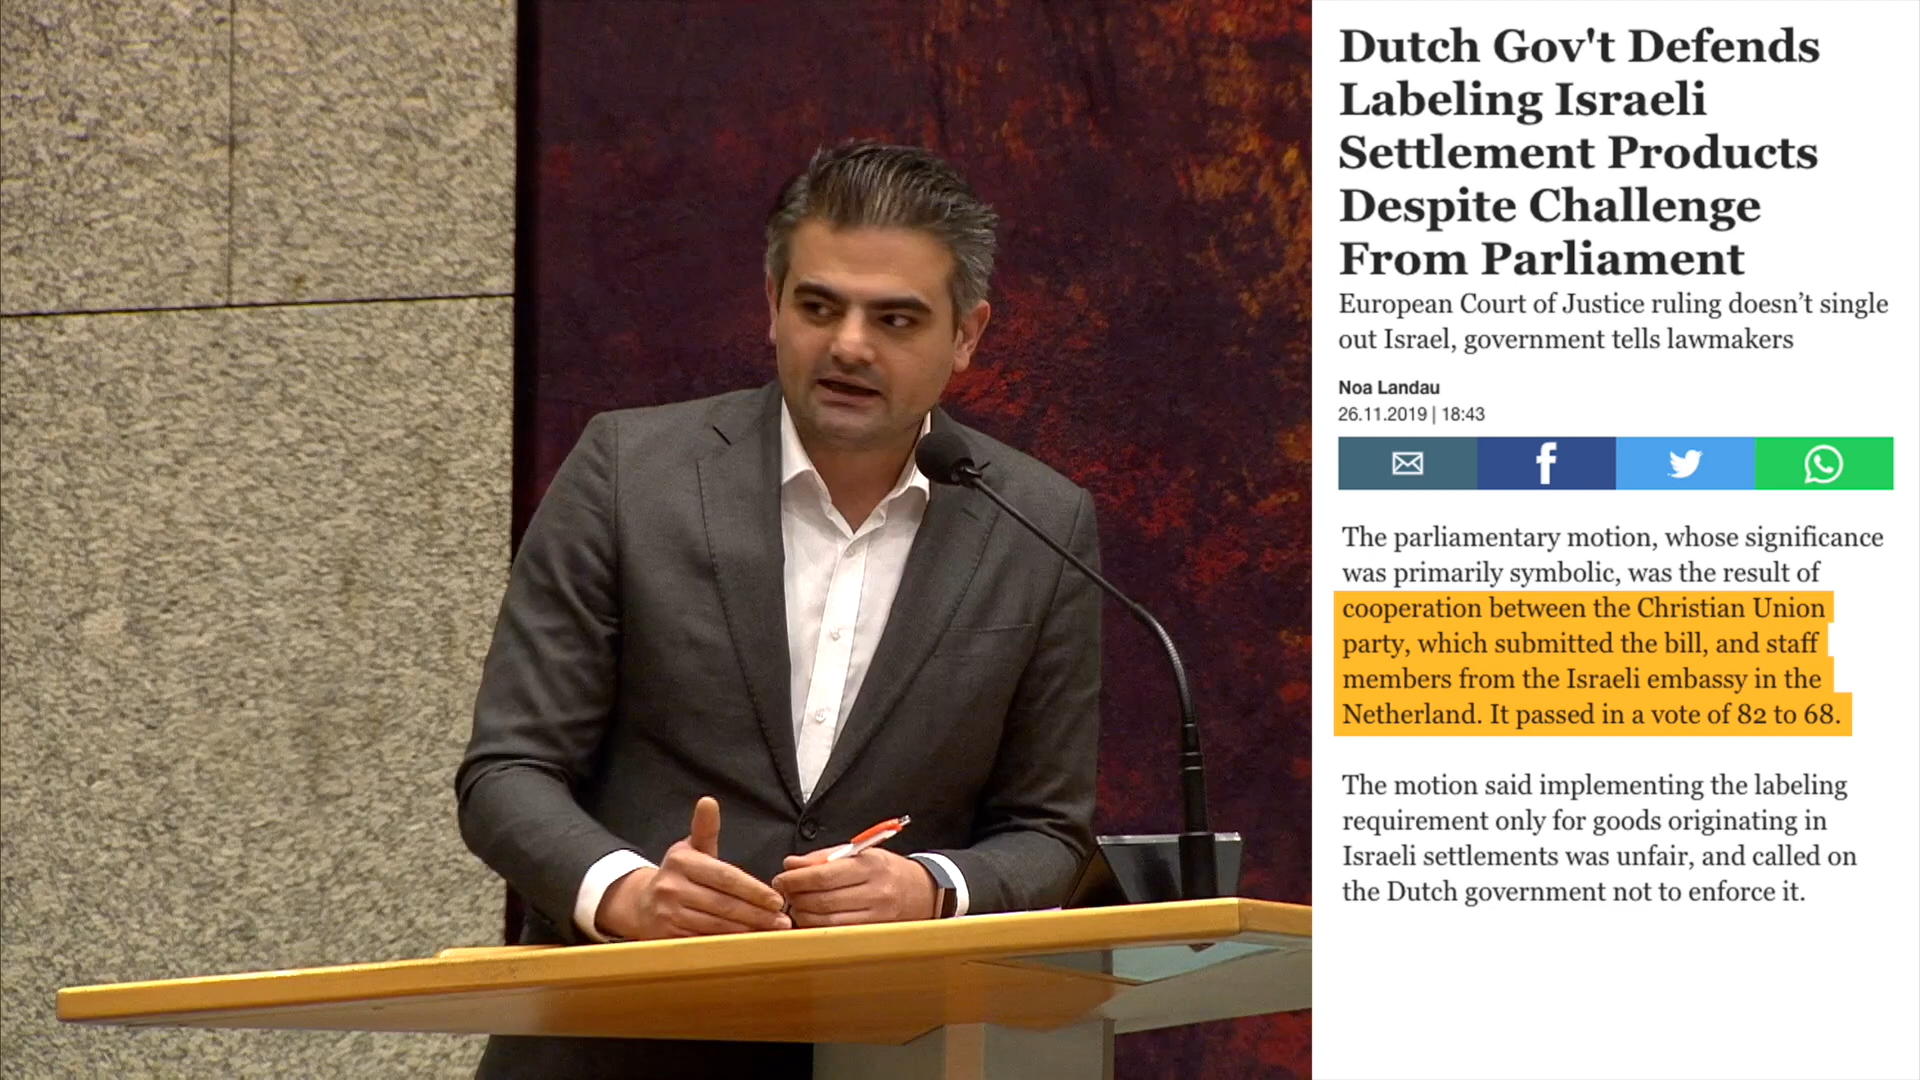 Dutch Gov't Defends
Labeling Israeli
Settlement Products
Despite Challenge
From Parliament
European Court of Justice ruling doesn’t single
out Israel, government tells lawmakers
Noa Landau
26.11.2019 | 18:43
The parliamentary motion, whose significance
was primarily symbolic, was the result of
cooperation between the Christian Union
party, which submitted the bill, and staff
members from the Israeli embassy in the
Netherland. It passed in a vote of 82 to 68.
The motion said implementing the labeling
requirement only for goods originating in
Israeli settlements was unfair, and called on
the Dutch government not to enforce it.